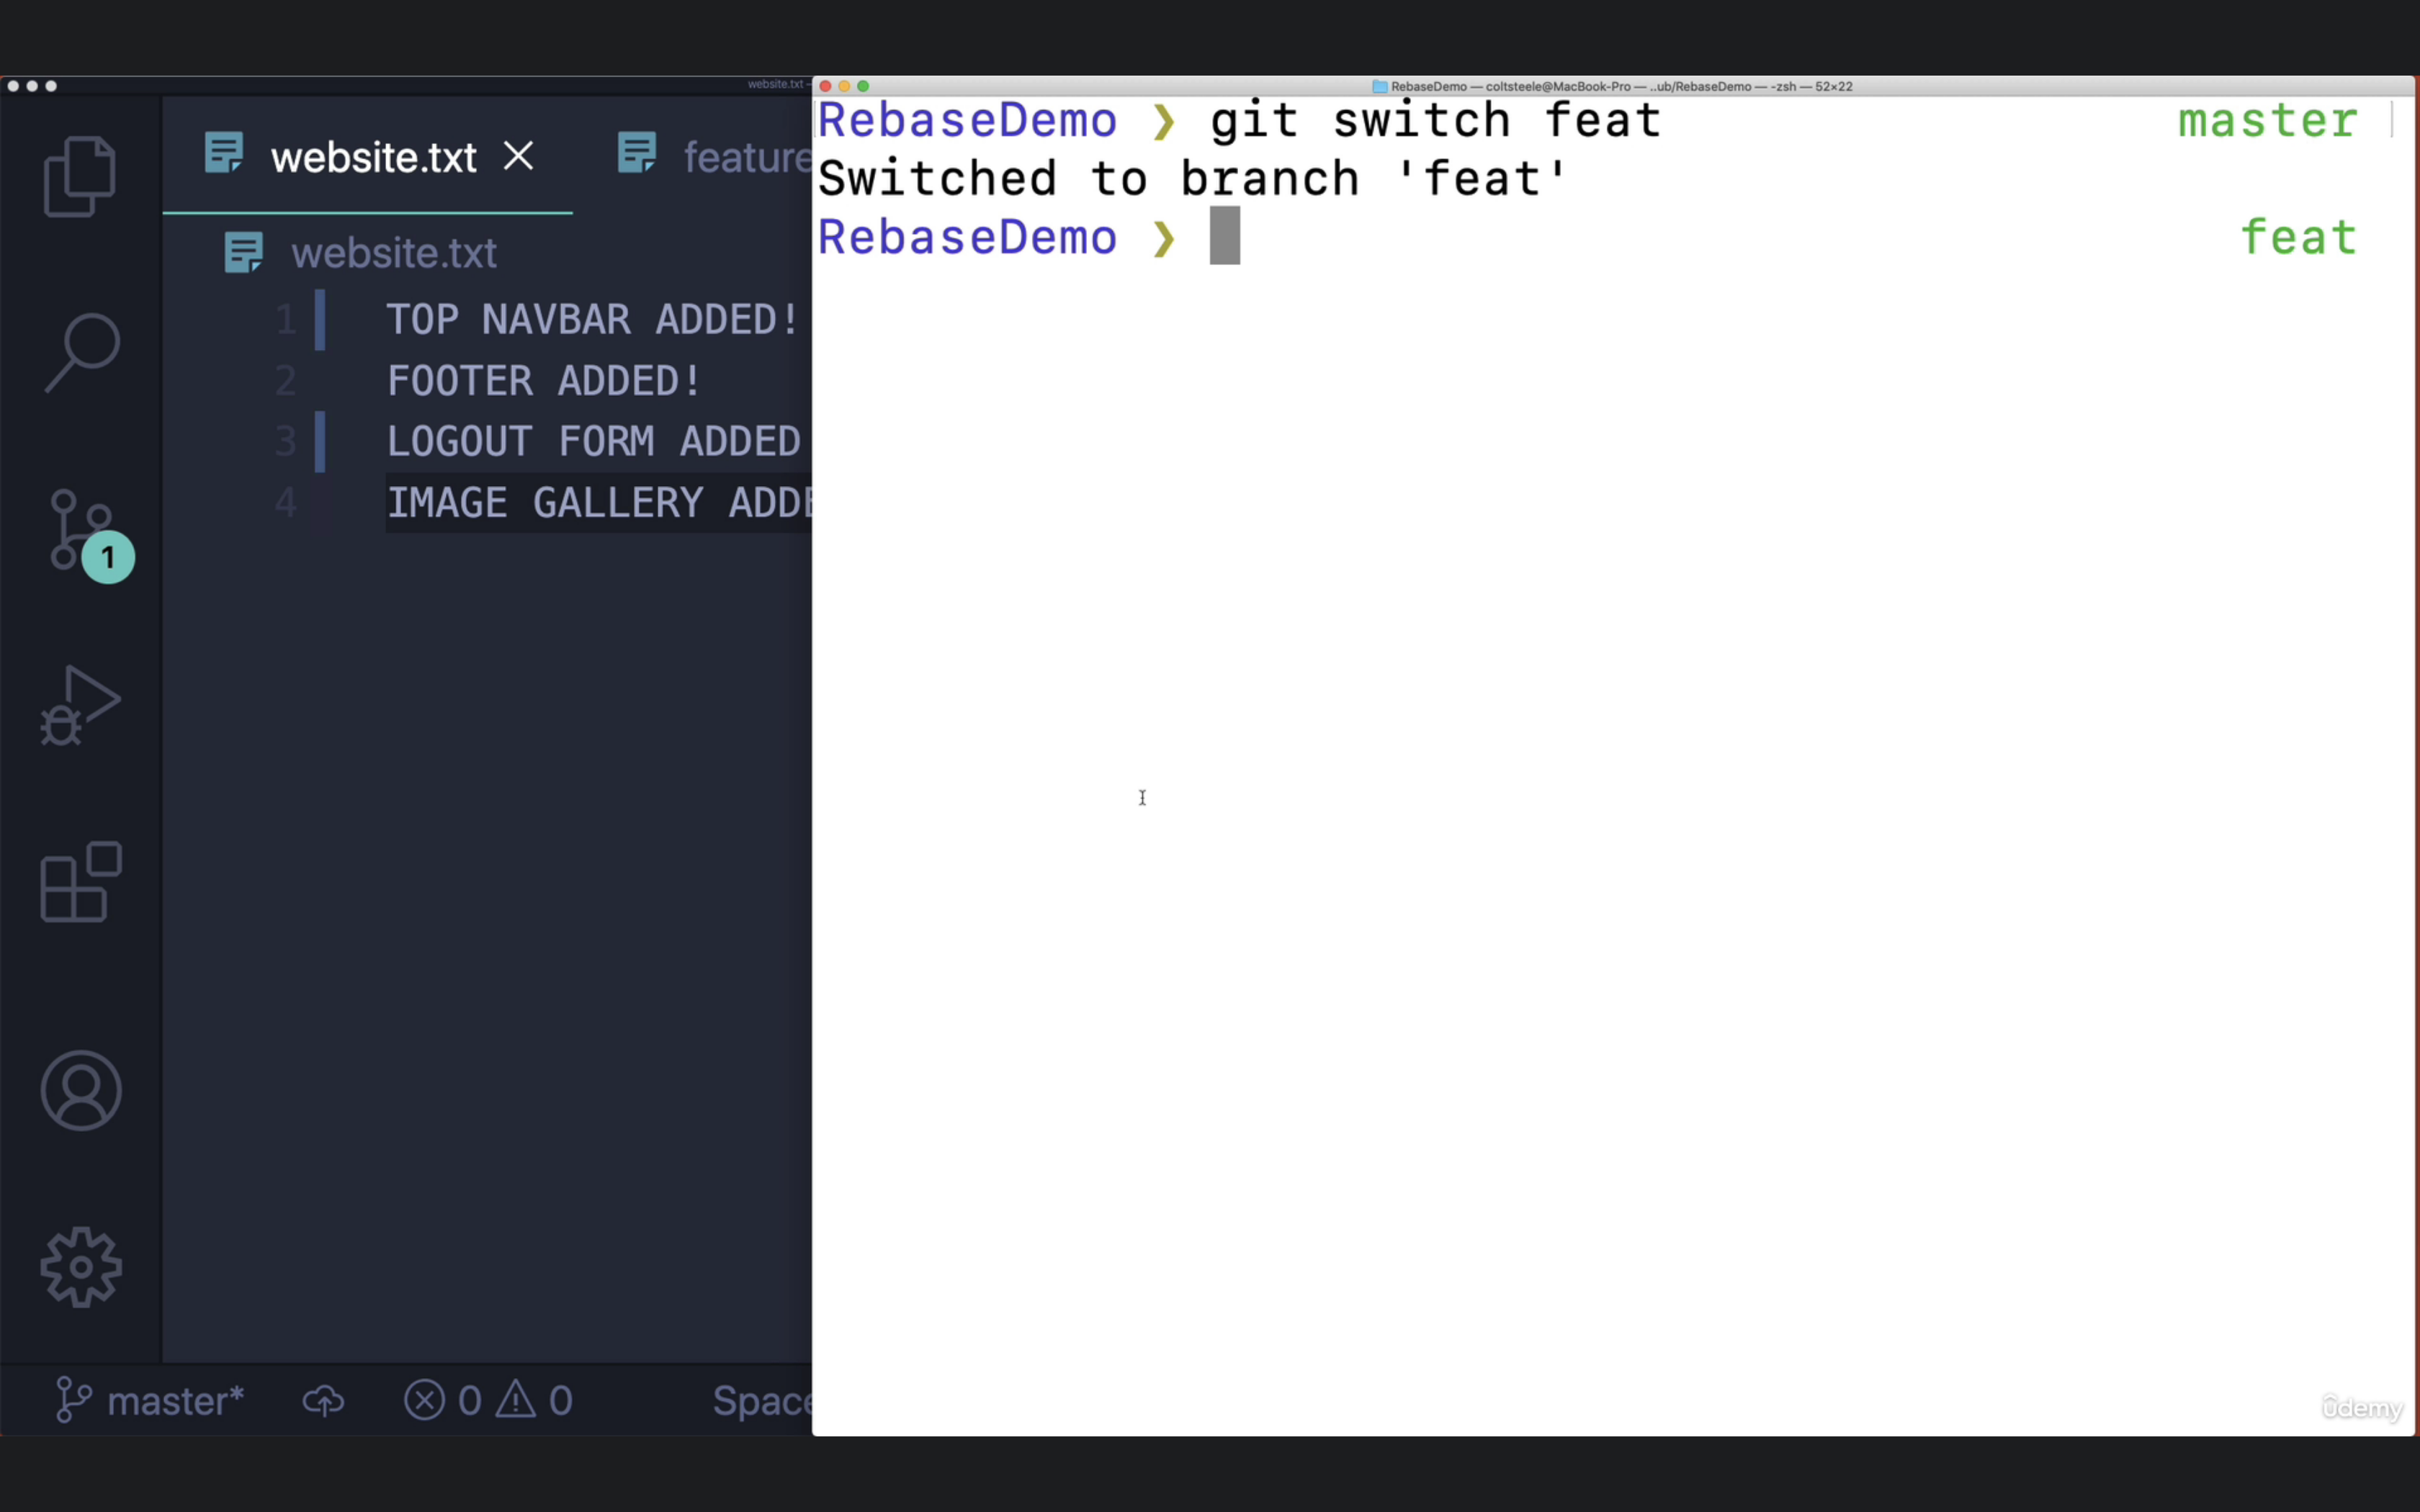 website.txt –
website.txt
feature
website.txt
1 TOP NAVBAR ADDED!
2 FOOTER ADDED!
3 LOGOUT FORM ADDED
4 IMAGE GALLERY ADDE
1
master* 0 0 Space
RebaseDemo — coltsteele@MacBook-Pro — ..ub/RebaseDemo — -zsh — 52×22
RebaseDemo ❯ git switch feat master
Switched to branch 'feat'
RebaseDemo ❯ feat
ûdemy